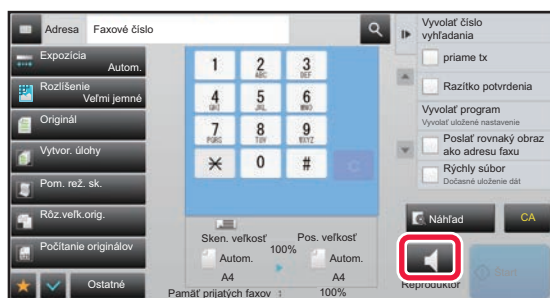 Adresa
Faxové číslo
Expozícia
Autom.
Rozlíšenie
Veľmi jemné
Originál
Vytvor. úlohy
Pom. rež. sk.
Rôz.veľk.orig.
Počítanie originálov
Ostatné
1
2
ABC
3
DEF
4
GHI
5
JKL
6
MNO
7
PQRS
8
TUV
9
WXYZ
0
#
C
Sken. veľkosť
100%
Pos. veľkosť
Autom.
A4
Autom.
A4
Pamäť prijatých faxov : 100%
Vyvolať číslo
vyhľadania
priame tx
Razítko potvrdenia
Vyvolať program
Vyvolať uložené nastavenie
Poslať rovnaký obraz
ako adresu faxu
Rýchly súbor
Dočasné uloženie dát
Náhľad
CA
Reproduktor
Start